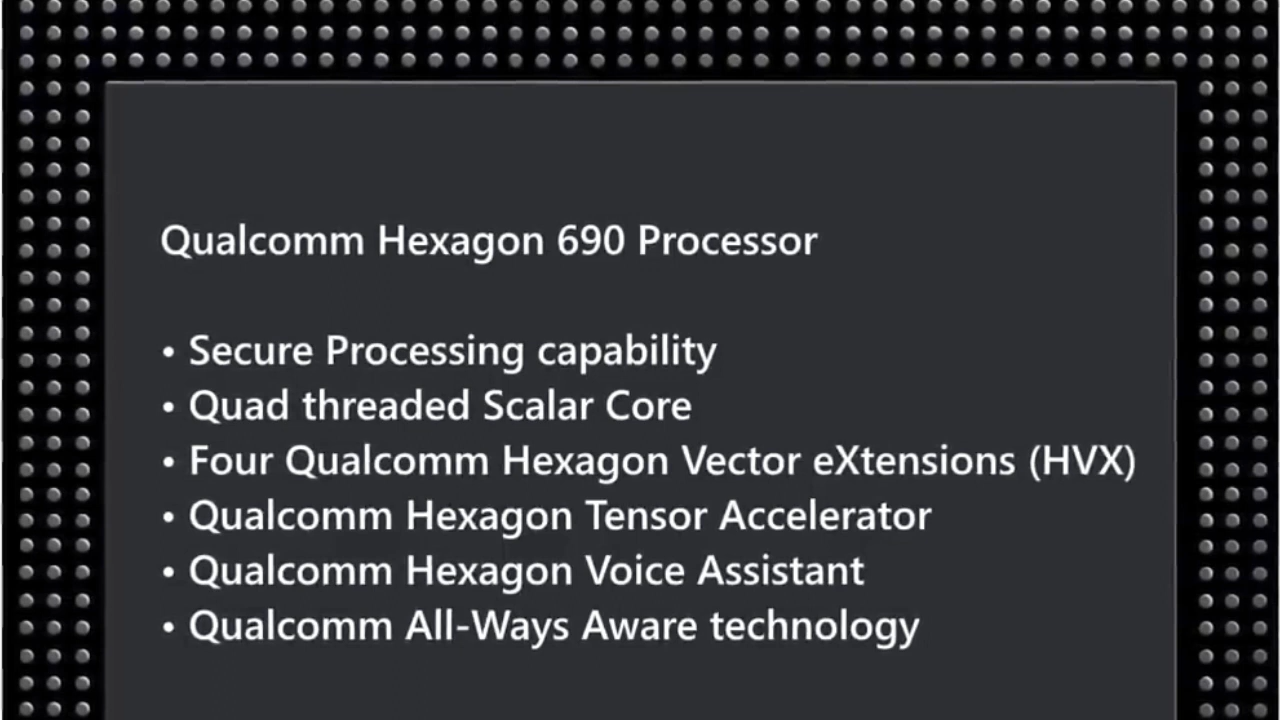 Qualcomm Hexagon 690 Processor
• Secure Processing capability
• Quad threaded Scalar Core
• Four Qualcomm Hexagon Vector eXtensions (HVX)
• Qualcomm Hexagon Tensor Accelerator
• Qualcomm Hexagon Voice Assistant
• Qualcomm All-Ways Aware technology